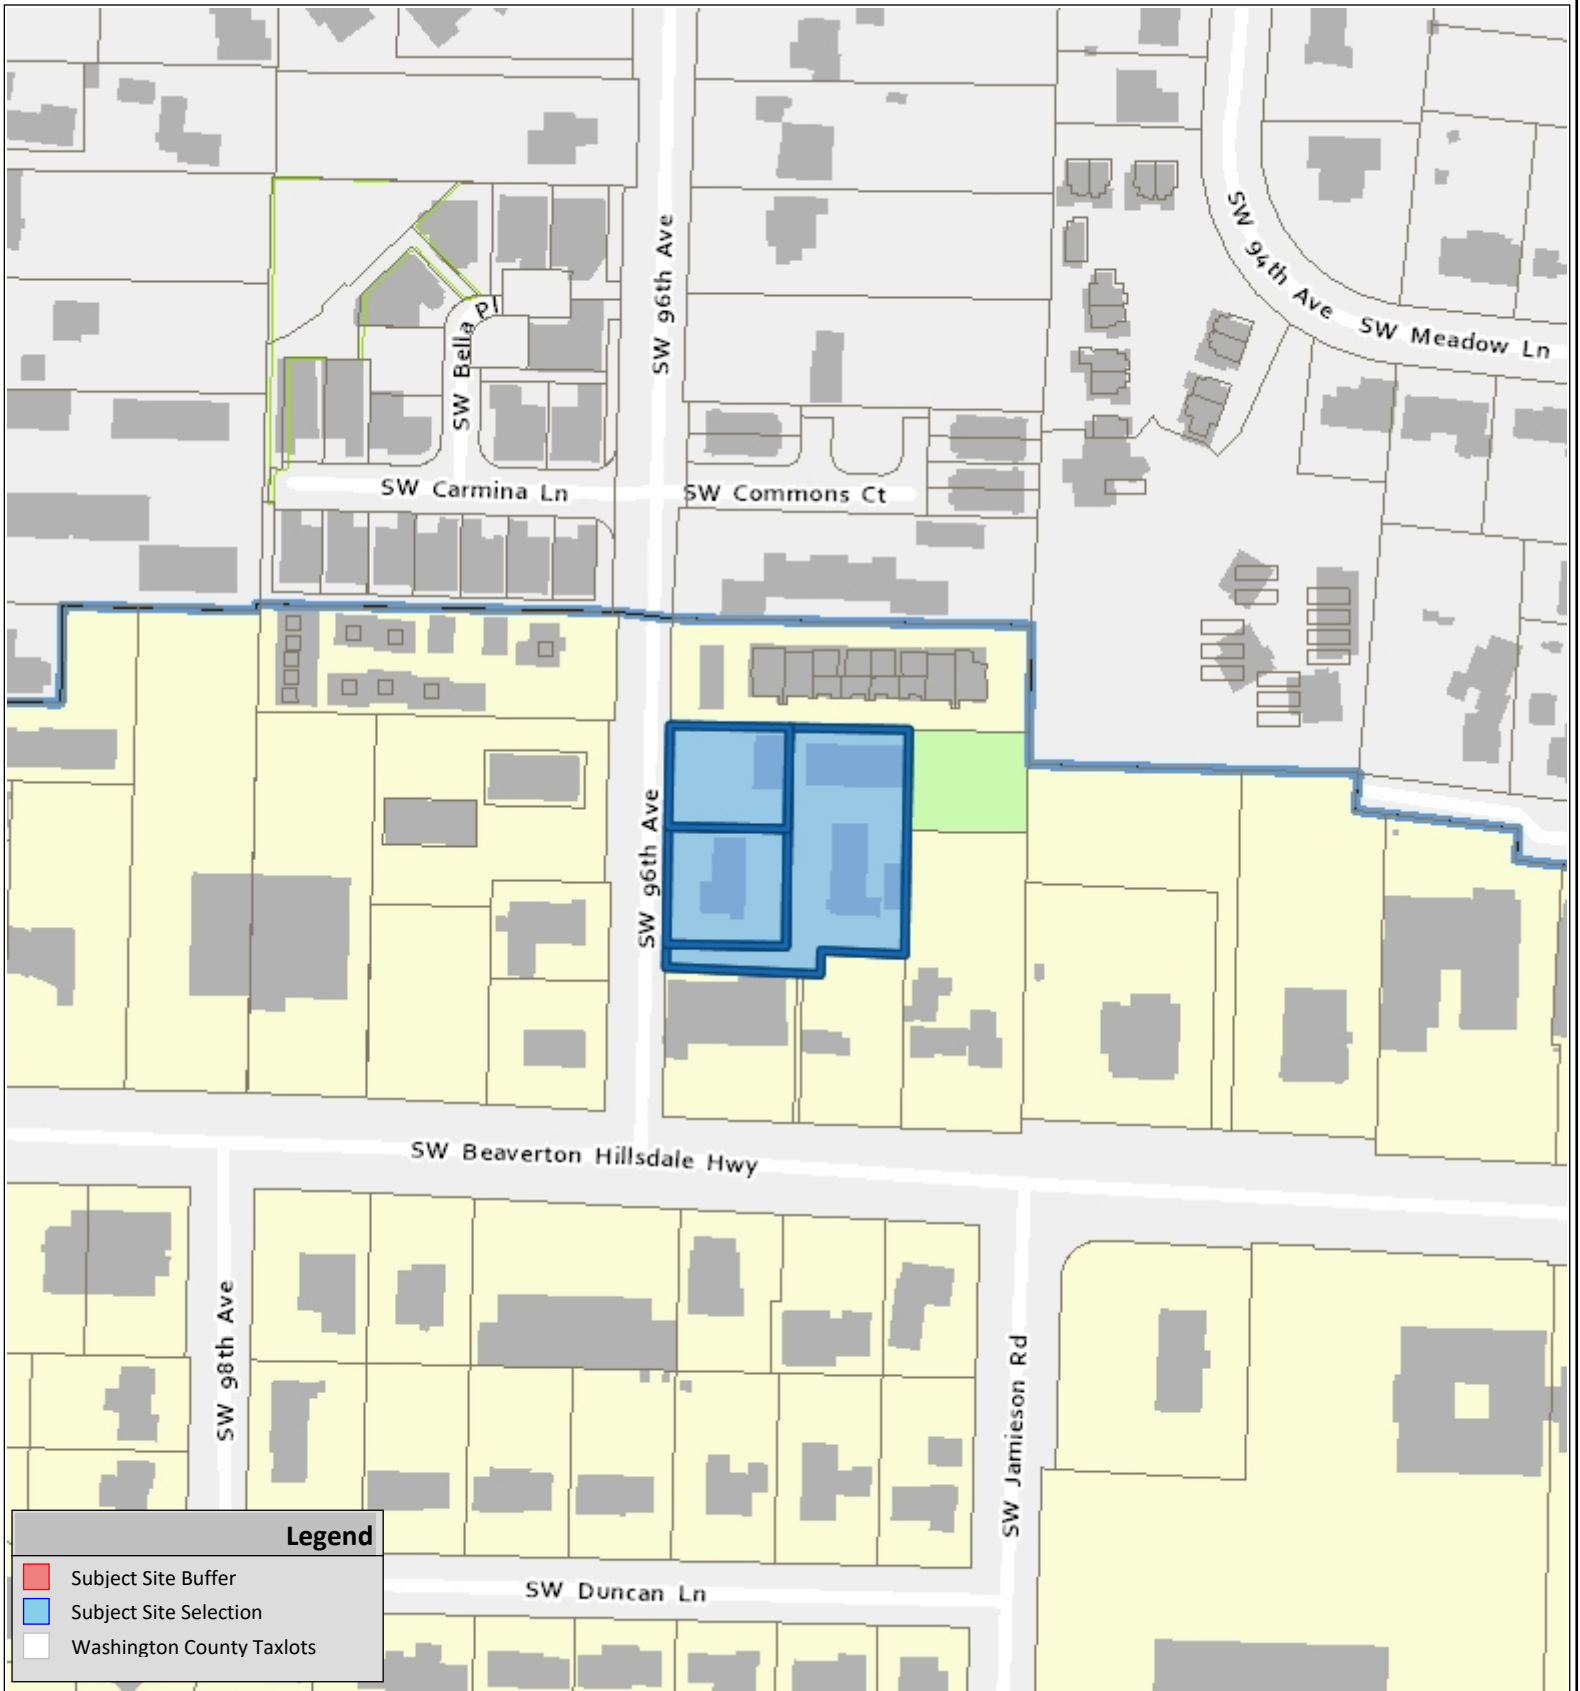 SW 96th Ave
SW 94th Ave
SW Meadow Ln
SW Bella Pl
SW Carmina Ln
SW Commons Ct
SW 96th Ave
SW Beaverton Hillsdale Hwy
SW 98th Ave
SW Jamieson Rd
SW Duncan Ln
Legend
Subject Site Buffer
Subject Site Selection
Washington County Taxlots